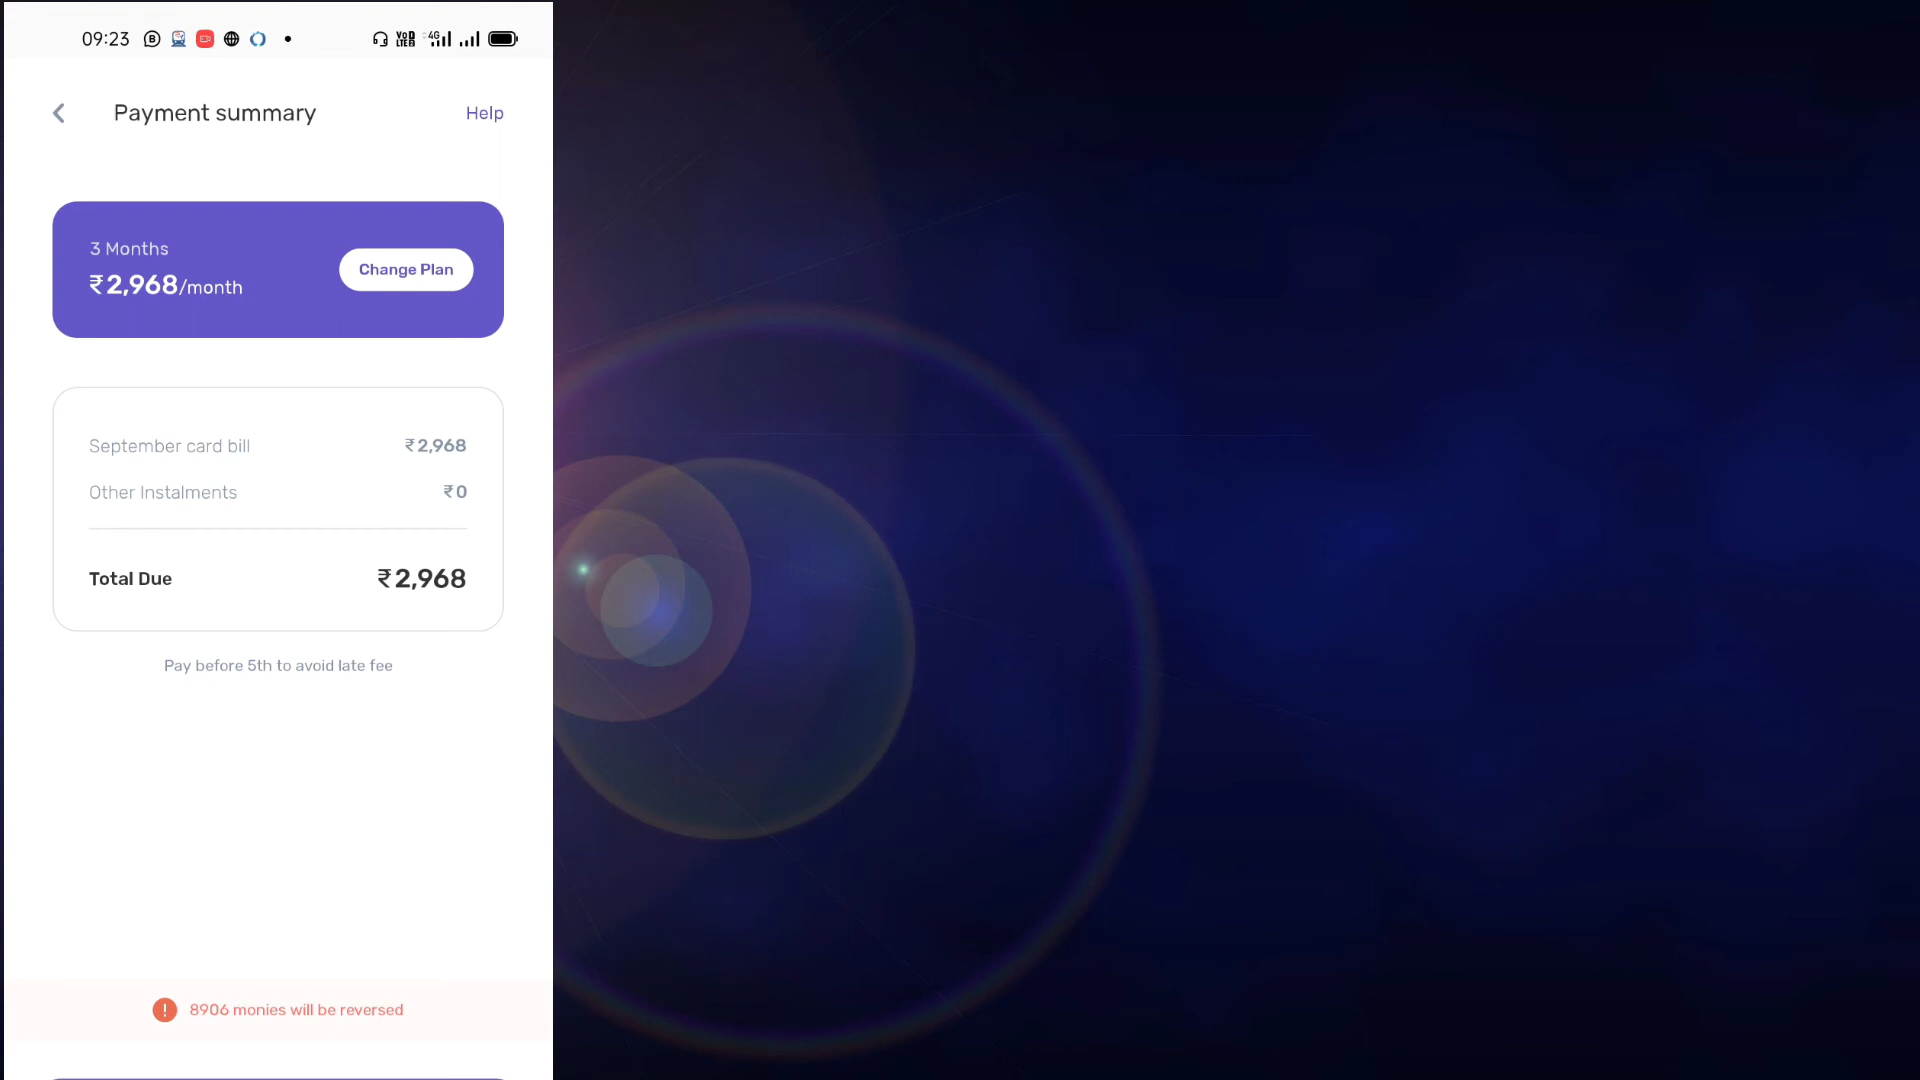 09:23
Payment summary
Help
3 Months
₹2,968/month
Change Plan
September card bill
₹2,968
Other Instalments
₹0
Total Due
₹2,968
Pay before 5th to avoid late fee
8906 monies will be reversed